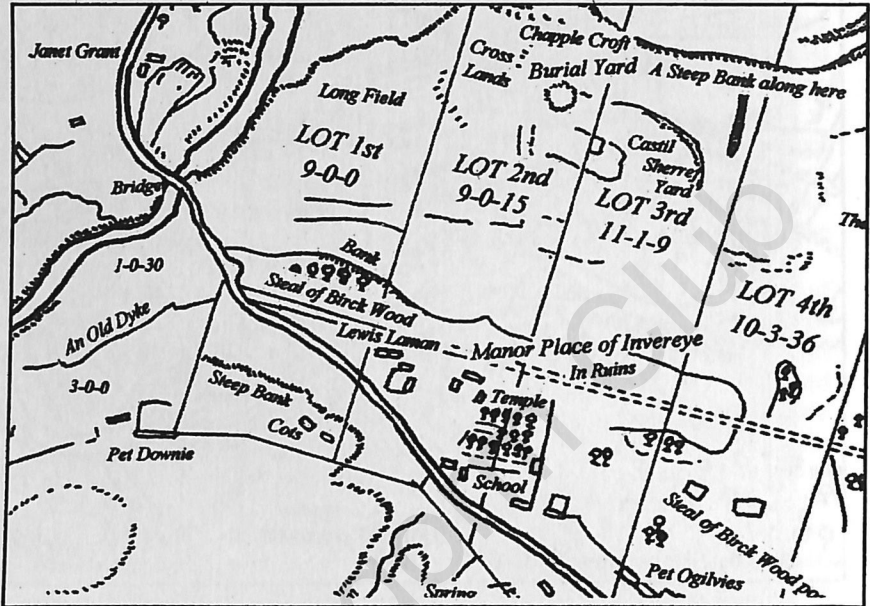 Janet Grant
Bridge
1-0-30
An Old Dyke
3-0-0
Pet Downie
Long Field
LOT 1st
9-0-0
Bank
Steal of Birck Wood
Lewis Laman
Steep Bank
Cots
Cross
Lands
Chapple Croft
Burial Yard
A Steep Bank along here
LOT 2nd
9-0-15
Castil
Sherref
Yard
LOT 3rd
11-1-9
The
LOT 4th
10-3-36
Manor Place of Invereye
In Ruins
Temple
School
Spring
Steal of Birck Wood po
Pet Ogilvies
Club